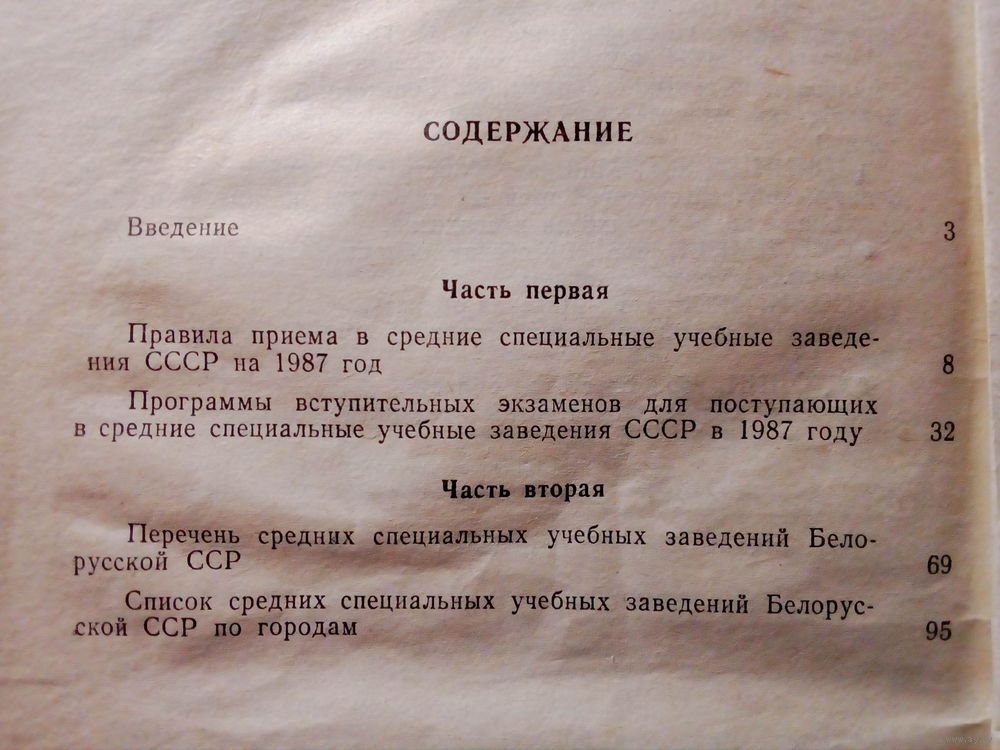 СОДЕРЖАНИЕ
Введение 3
Часть первая
Правила приема в средние специальные учебные заведе-
ния СССР на 1987 год 8
Программы вступительных экзаменов для поступающих
в средние специальные учебные заведения СССР в 1987 году 32
Часть вторая
Перечень средних специальных учебных заведений Бело-
русской ССР 69
Список средних специальных учебных заведений Белорус-
ской ССР по городам 95